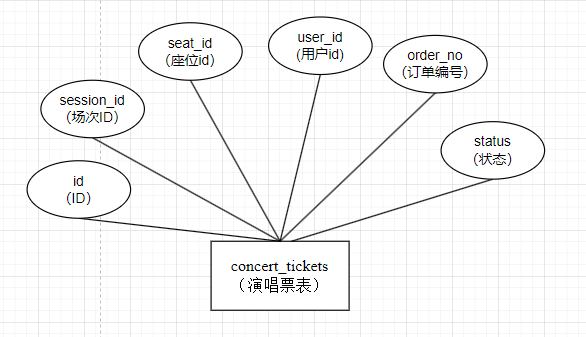 user_id
(用户id)
seat_id
（座位id）
order_no
（订单编号）
session_id
（场次ID）
status
（状态）
id
（ID）
concert_tickets
（演唱票表）